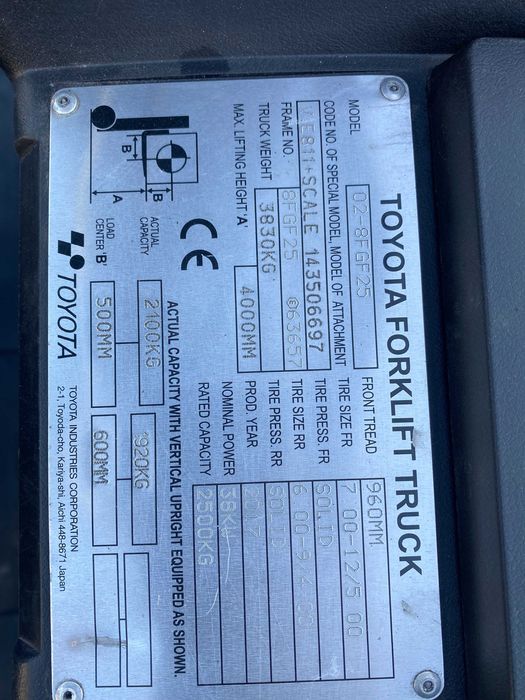 TOYOTA FORKLIFT TRUCK
MODEL 02-8FGF25
CODE NO. OF SPECIAL MODEL, MODEL OF ATTACHMENT
+SCALE 143506697
FRAME NO. 8FGF25 063657
TRUCK WEIGHT 3830KG
MAX. LIFTING HEIGHT 'A' 4000MM
FRONT TREAD 960MM
TIRE SIZE FR 7 00-12/5 00
TIRE PRESS. FR SOLID
TIRE SIZE RR 6 00-9/4 00
TIRE PRESS. RR SOLID
PROD. YEAR
NOMINAL POWER 38KW
RATED CAPACITY 2500KG
CE
ACTUAL CAPACITY WITH VERTICAL UPRIGHT EQUIPPED AS SHOWN.
B
B
A
ACTUAL
CAPACITY 2100KG 1920KG
LOAD
CENTER 'B' 500MM 600MM
TOYOTA
TOYOTA INDUSTRIES CORPORATION
2-1, Toyoda-cho, Kariya-shi, Aichi 448-8671 Japan